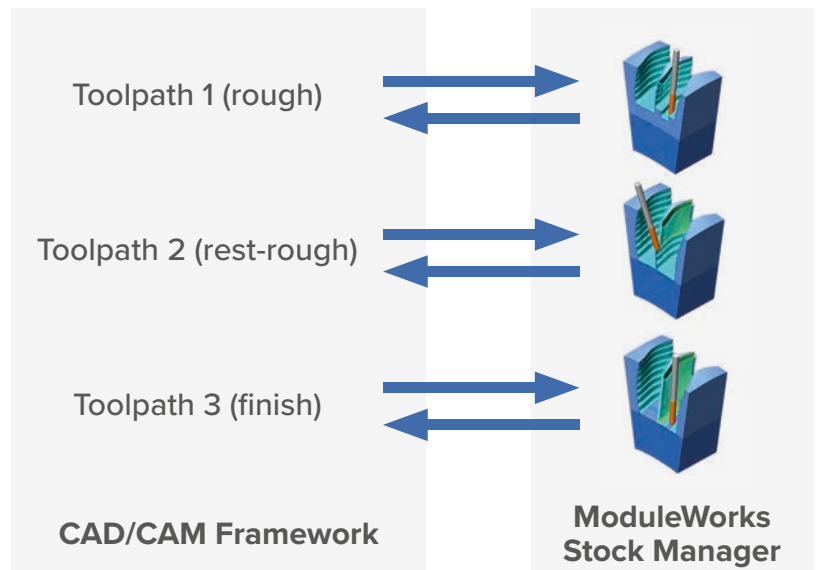 Toolpath 1 (rough)
Toolpath 2 (rest-rough)
Toolpath 3 (finish)
CAD/CAM Framework
ModuleWorks
Stock Manager